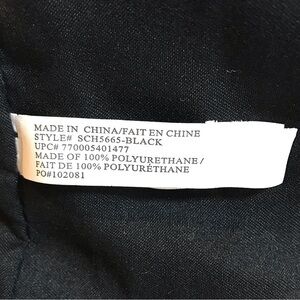 MADE IN CHINA/FAIT EN CHINE
STYLE# SCH5665-BLACK
UPC# 770005401477
MADE OF 100% POLYURETHANE/
FAIT DE 100% POLYURÉTHANE
PO#102081